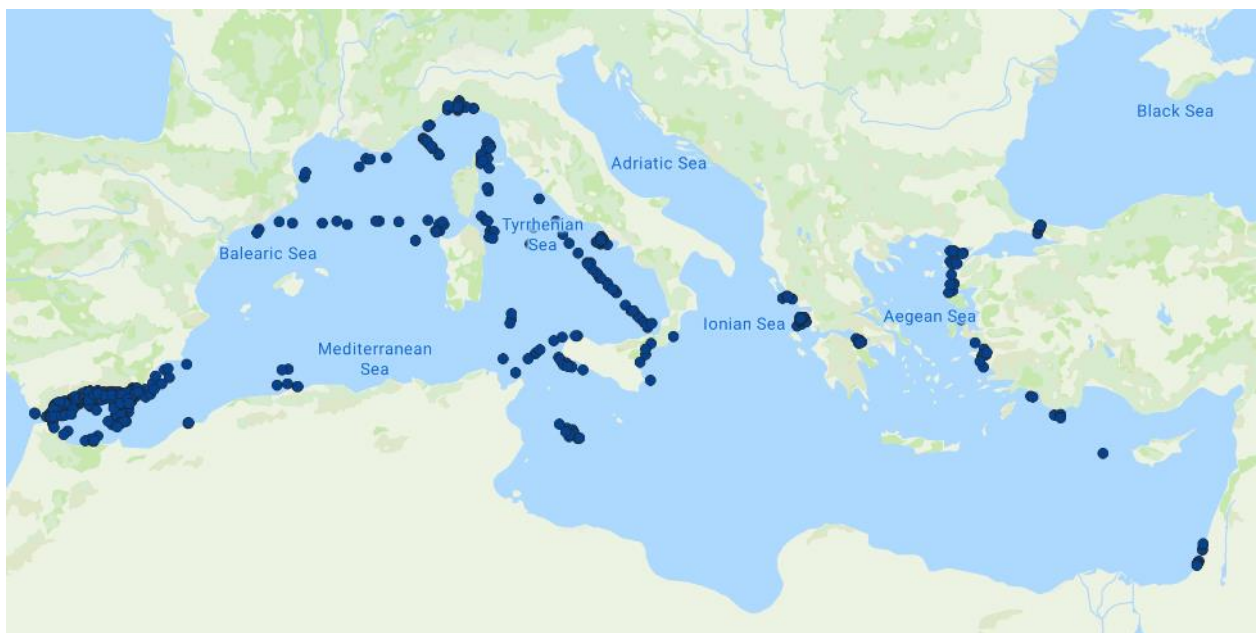 Black Sea
Adriatic Sea
Tyrrhenian
Sea
Balearic Sea
Ionian Sea
Aegean Sea
Mediterranean
Sea